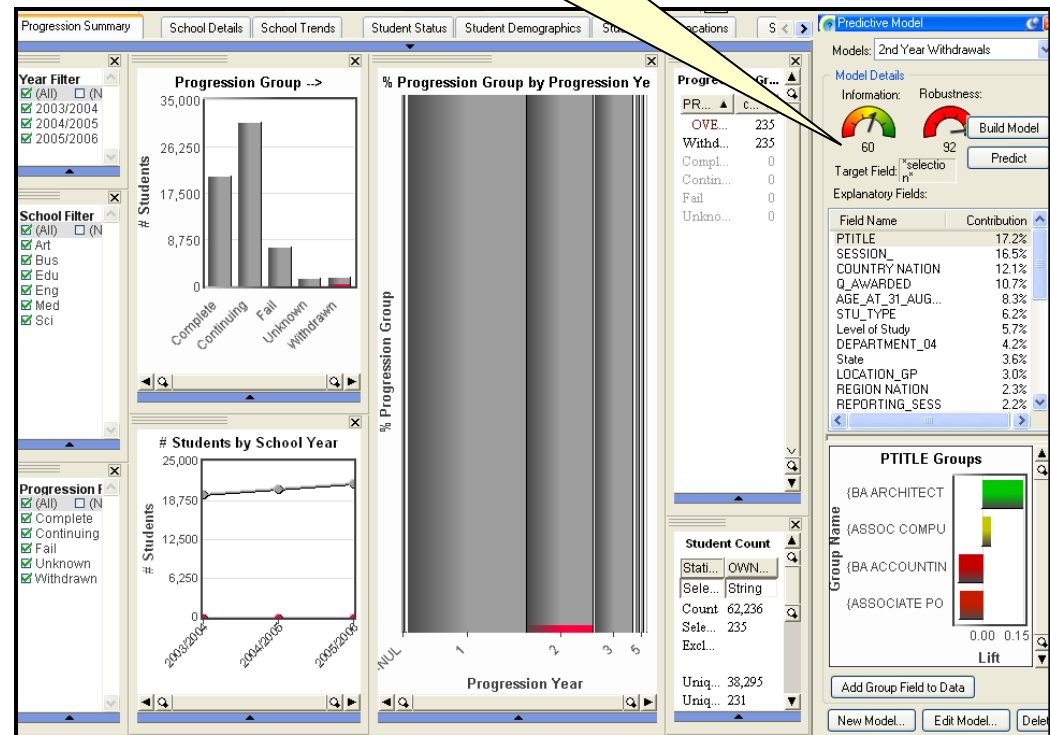 Progression Summary
School Details
School Trends
Student Status
Student Demographics
Predictive Model
Models: 2nd Year Withdrawals
Model Details
Information: Robustness:
60 92
Build Model
Predict
Target Field: *selectio
n*
Explanatory Fields:
Field Name Contribution
PTITLE 17.2%
SESSION_ 16.5%
COUNTRY NATION 12.1%
Q_AWARDED 10.7%
AGE_AT_31_AUG... 8.3%
STU_TYPE 6.2%
Level of Study 5.7%
DEPARTMENT_04 4.2%
State 3.6%
LOCATION_GP 3.0%
REGION NATION 2.3%
REPORTING_SESS 2.2%
PTITLE Groups
Group Name
{BA ARCHITECT
{ASSOC COMPU
{BA ACCOUNTIN
{ASSOCIATE PO
0.00 0.15
Lift
Add Group Field to Data
New Model...
Edit Model...
Delet
Year Filter
(All) (N
2003/2004
2004/2005
2005/2006
School Filter
(All) (N
Art
Bus
Edu
Eng
Med
Sci
Progression F
(All) (N
Complete
Continuing
Fail
Unknown
Withdrawn
Progression Group -->
# Students
35,000
26,250
17,500
8,750
0
Complete
Continuing
Fail
Unknown
Withdrawn
# Students by School Year
# Students
25,000
18,750
12,500
6,250
0
2003/2004
2004/2005
2005/2006
% Progression Group by Progression Ye
% Progression Group
-NUL 1 2 3 5
Progression Year
PR... c...
OVE... 235
Withd... 235
Compl... 0
Contin... 0
Fail 0
Unkno... 0
Student Count
Stati... OWN...
Sele... String
Count 62,236
Sele... 235
Excl...
Uniq... 38,295
Uniq... 231